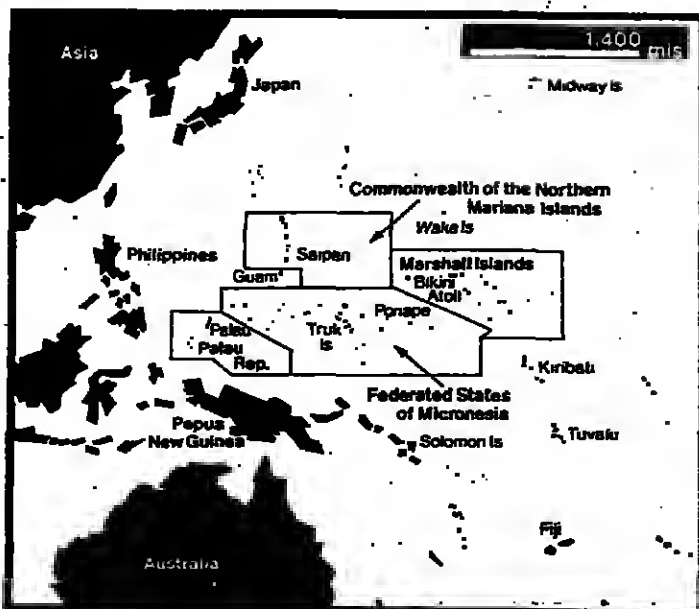 1,400
mls
Asia
Japan
Midway Is
Commonwealth of the Northern
Mariana Islands
Wake Is
Philippines
Saipan
Guam
Marshall Islands
Bikini
Atoll
Ponape
Truk
Is
Palau
Palau
Rep.
Kiribati
Federated States
of Micronesia
Papua
New Guinea
Solomon Is
Tuvalu
Fiji
Australia